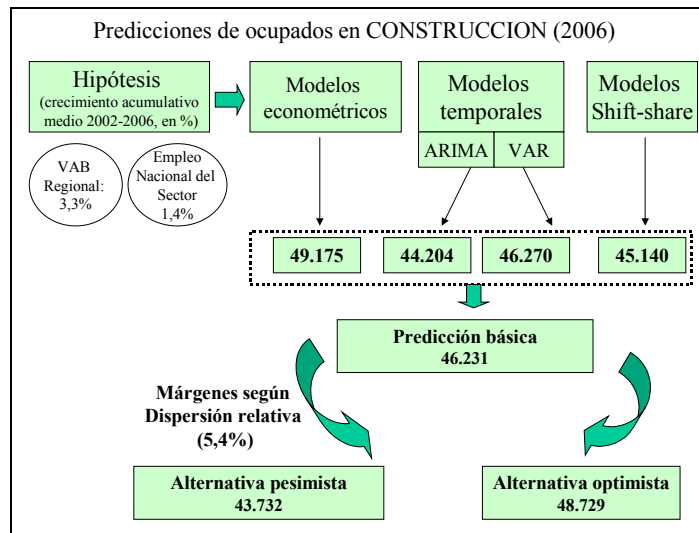 Predicciones de ocupados en CONSTRUCCION (2006)
Hipótesis
(crecimiento acumulativo
medio 2002-2006, en %)
Modelos
econométricos
Modelos
temporales
ARIMA
VAR
Modelos
Shift-share
VAB
Regional:
3,3%
Empleo
Nacional del
Sector
1,4%
49.175
44.204
46.270
45.140
Predicción básica
46.231
Márgenes según
Dispersión relativa
(5,4%)
Alternativa pesimista
43.732
Alternativa optimista
48.729